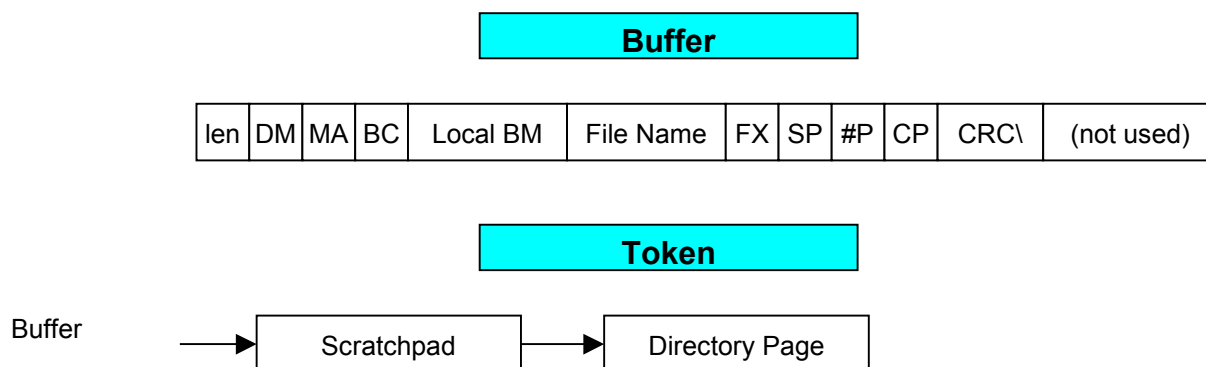 Buffer
len DM MA BC Local BM File Name FX SP #P CP CRC\ (not used)
Token
Buffer Scratchpad Directory Page